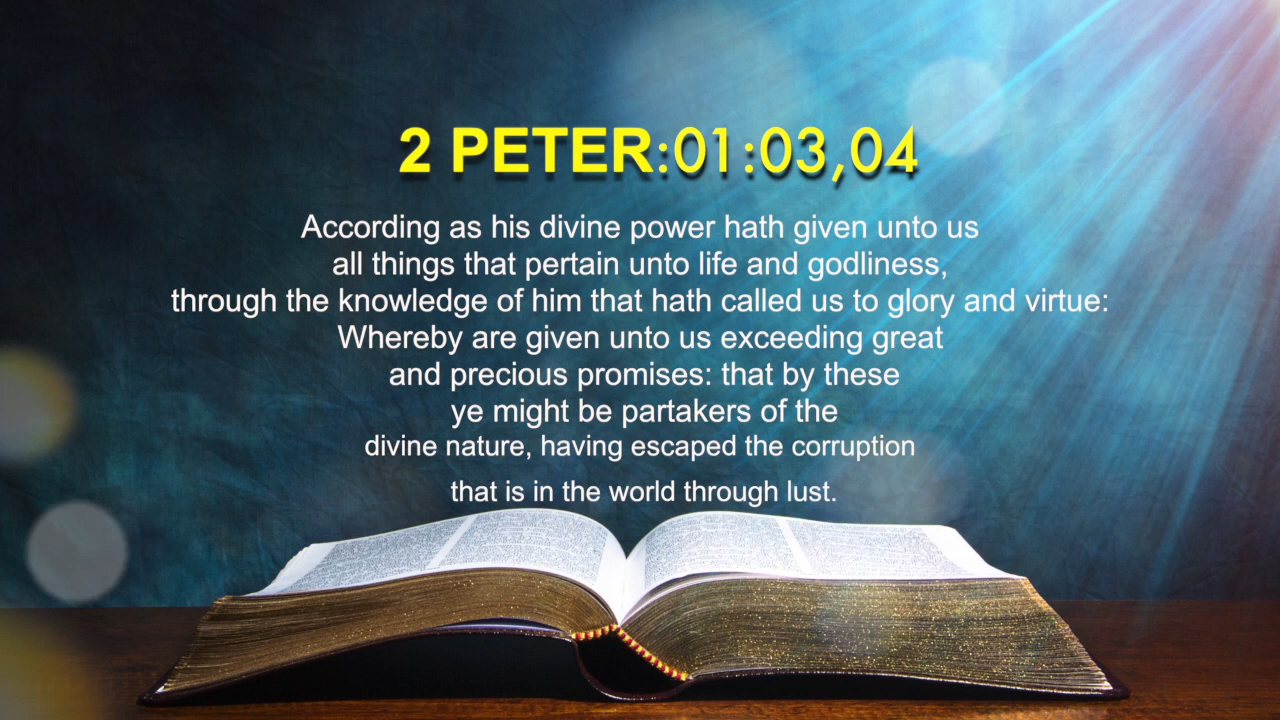 2 PETER:01:03,04
According as his divine power hath given unto us
all things that pertain unto life and godliness,
through the knowledge of him that hath called us to glory and virtue:
Whereby are given unto us exceeding great
and precious promises: that by these
ye might be partakers of the
divine nature, having escaped the corruption
that is in the world through lust.